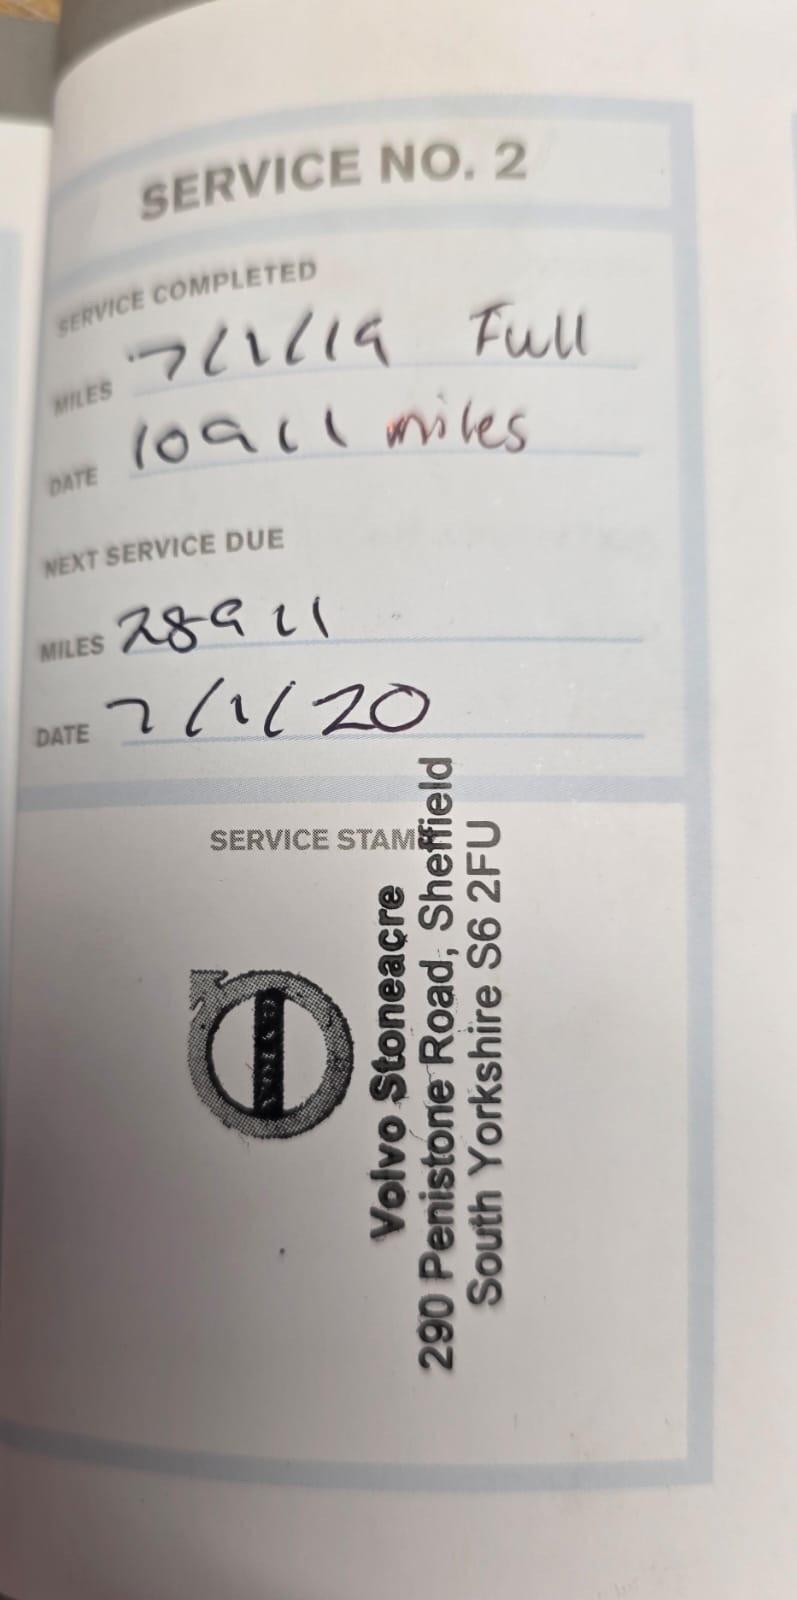 SERVICE NO. 2
SERVICE COMPLETED
MILES 7/1/19 Full
DATE 10911 miles
NEXT SERVICE DUE
MILES 28911
DATE 7/1/20
SERVICE STAMP
VOLVO
Volvo Stoneacre
290 Penistone Road, Sheffield
South Yorkshire S6 2FU